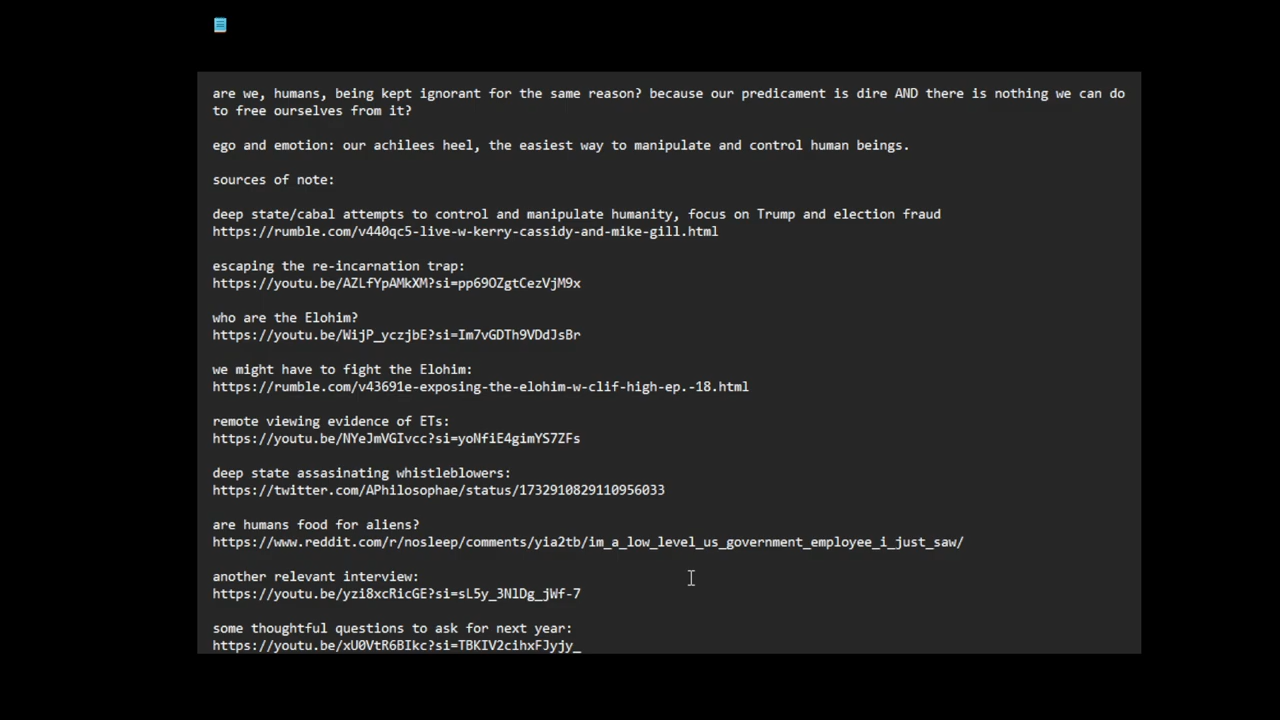 are we, humans, being kept ignorant for the same reason? because our predicament is dire AND there is nothing we can do
to free ourselves from it?
ego and emotion: our achilees heel, the easiest way to manipulate and control human beings.
sources of note:
deep state/cabal attempts to control and manipulate humanity, focus on Trump and election fraud
https://rumble.com/v440qc5-live-w-kerry-cassidy-and-mike-gill.html
escaping the re-incarnation trap:
https://youtu.be/AZLfYpAMkXM?si=pp69OZgtCezVjM9x
who are the Elohim?
https://youtu.be/WijP_yczjbE?si=Im7vGDTh9VDdJsBr
we might have to fight the Elohim:
https://rumble.com/v43691e-exposing-the-elohim-w-clif-high-ep.-18.html
remote viewing evidence of ETs:
https://youtu.be/NYeJmVGIvcc?si=yoNfiE4gimYS7ZFs
deep state assasinating whistleblowers:
https://twitter.com/APhilosophae/status/1732910829110956033
are humans food for aliens?
https://www.reddit.com/r/nosleep/comments/yia2tb/im_a_low_level_us_government_employee_i_just_saw/
another relevant interview:
https://youtu.be/yzi8xcRicGE?si=sL5y_3NlDg_jWf-7
some thoughtful questions to ask for next year:
https://youtu.be/xU0VtR6BIkc?si=TBKIV2cihxFJyjy_